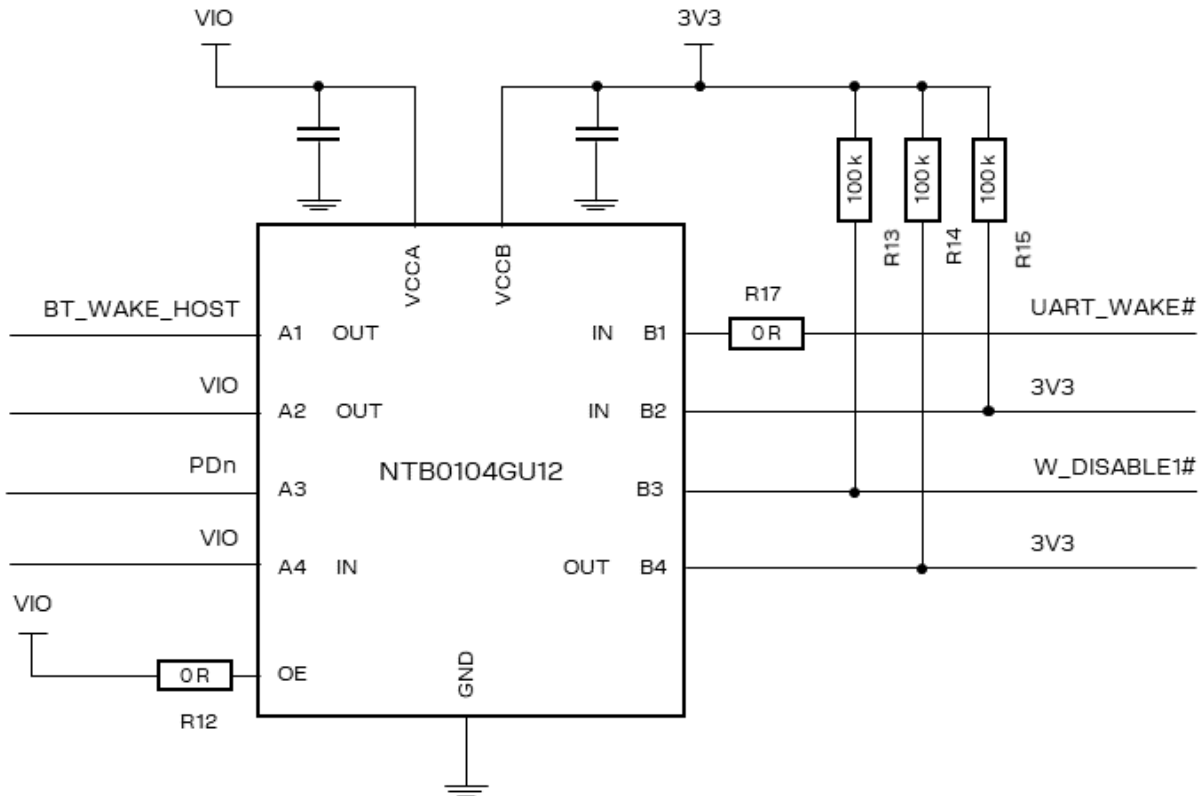 VIO
3V3
100 k
100 k
100 k
R13
R14
R15
VCCA
VCCB
BT_WAKE_HOST
R17
UART_WAKE#
A1 OUT
IN B1
0 R
VIO
3V3
A2 OUT
IN B2
NTB0104GU12
PDn
W_DISABLE1#
A3
B3
VIO
3V3
A4 IN
OUT B4
VIO
0 R
OE
GND
R12